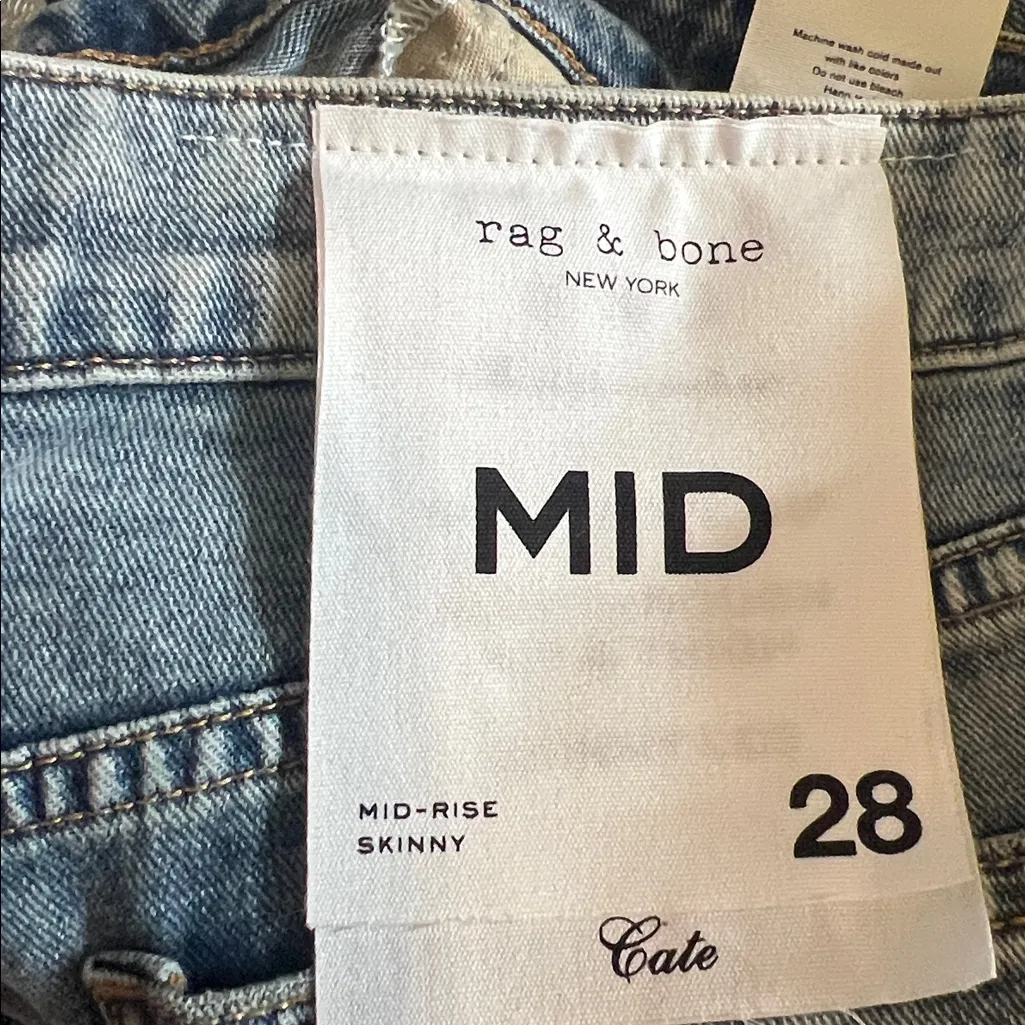 Machine wash cold inside out
with like colors
Do not use bleach
rag & bone
NEW YORK
MID
MID-RISE
SKINNY
28
Cate